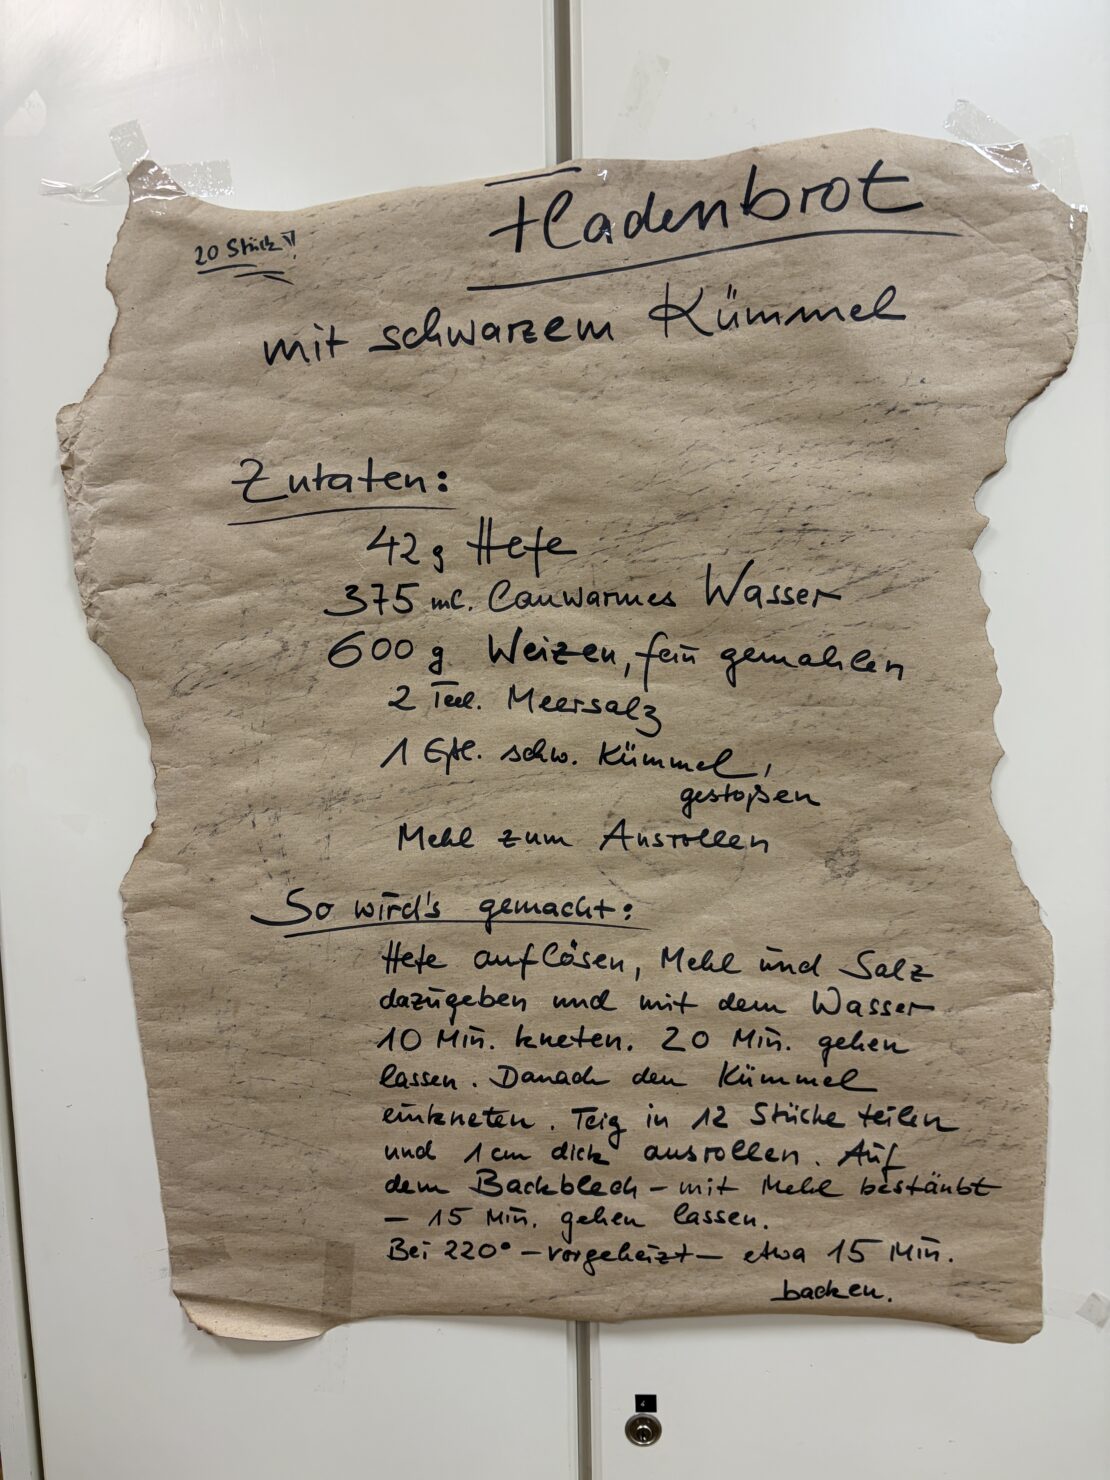 Fladenbrot
20 Stück!!
mit schwarzem Kümmel
Zutaten:
42 g Hefe
375 ml. lauwarmes Wasser
600 g Weizen, fein gemahlen
2 Teel. Meersalz
1 Eßl. schw. Kümmel,
gestoßen
Mehl zum Ausrollen
So wird's gemacht:
Hefe auflösen, Mehl und Salz
dazugeben und mit dem Wasser
10 Min. kneten. 20 Min. gehen
lassen. Danach den Kümmel
einkneten. Teig in 12 Stücke teilen
und 1 cm dick ausrollen. Auf
dem Backblech – mit Mehl bestäubt
– 15 Min. gehen lassen.
Bei 220° – vorgeheizt – etwa 15 Min.
backen.